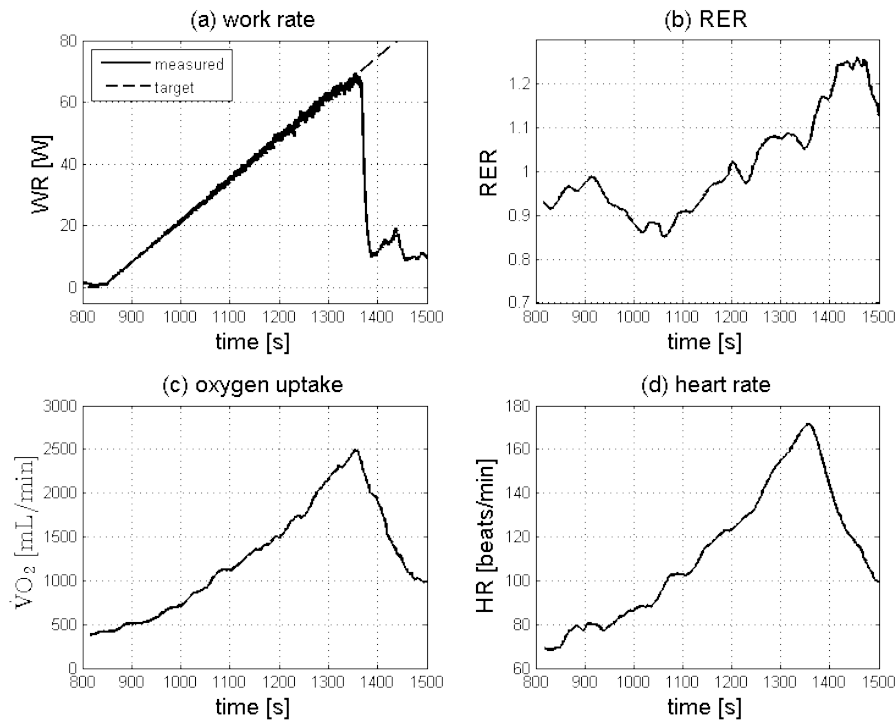 (a) work rate
80
60
40
20
0
WR [W]
measured
target
800 900 1000 1100 1200 1300 1400 1500
time [s]
(b) RER
1.2
1.1
1
0.9
0.8
0.7
RER
800 900 1000 1100 1200 1300 1400 1500
time [s]
(c) oxygen uptake
3000
2500
2000
1500
1000
500
0
V̇O₂ [mL/min]
800 900 1000 1100 1200 1300 1400 1500
time [s]
(d) heart rate
180
160
140
120
100
80
60
HR [beats/min]
800 900 1000 1100 1200 1300 1400 1500
time [s]